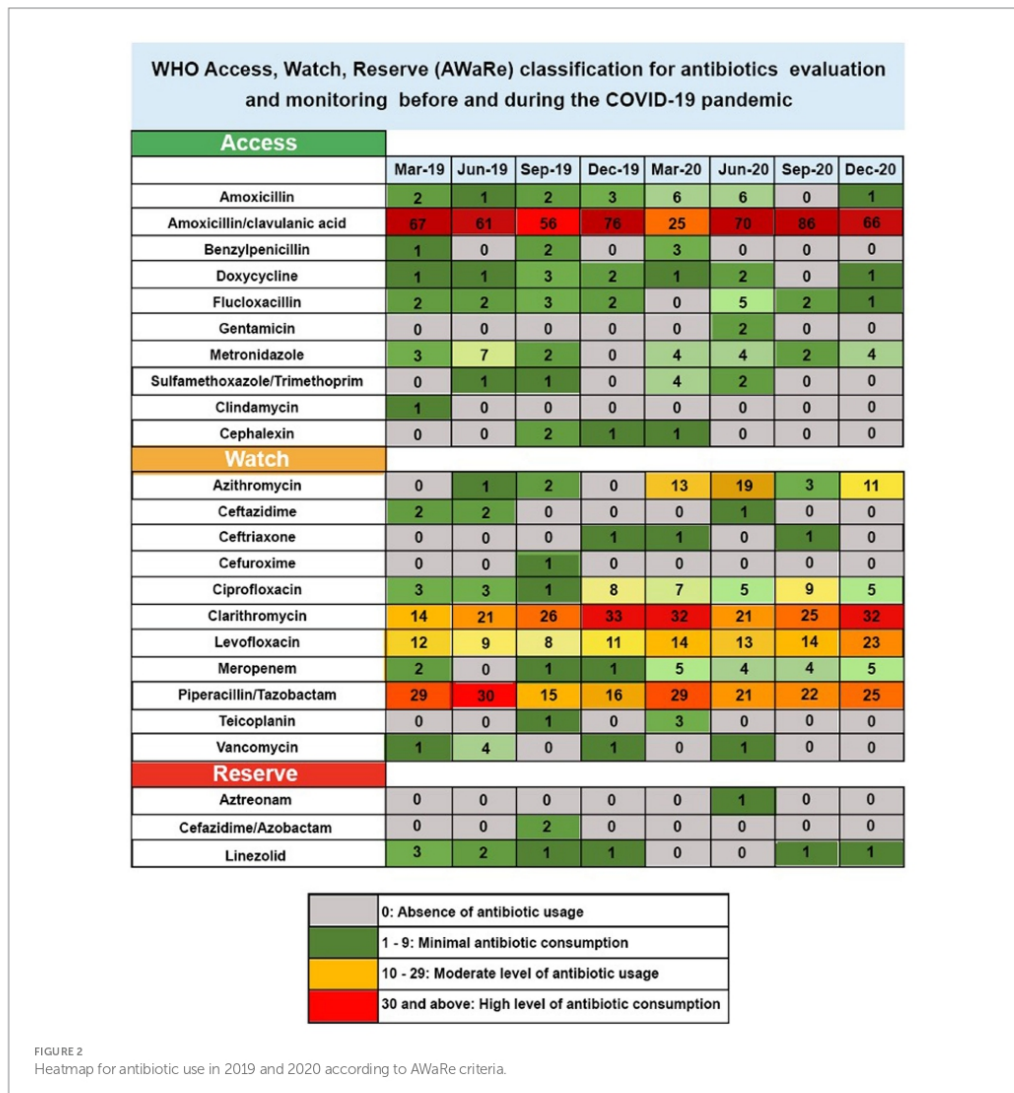 WHO Access, Watch, Reserve (AWaRe) classification for antibiotics evaluation
and monitoring before and during the COVID-19 pandemic
Access
Mar-19 Jun-19 Sep-19 Dec-19 Mar-20 Jun-20 Sep-20 Dec-20
Amoxicillin 2 1 2 3 6 6 0 1
Amoxicillin/clavulanic acid 67 61 56 76 25 70 86 66
Benzylpenicillin 1 0 2 0 3 0 0 0
Doxycycline 1 1 3 2 1 2 0 1
Flucloxacillin 2 2 3 2 0 5 2 1
Gentamicin 0 0 0 0 0 2 0 0
Metronidazole 3 7 2 0 4 4 2 4
Sulfamethoxazole/Trimethoprim 0 1 1 0 4 2 0 0
Clindamycin 1 0 0 0 0 0 0 0
Cephalexin 0 0 2 1 1 0 0 0
Watch
Azithromycin 0 1 2 0 13 19 3 11
Ceftazidime 2 2 0 0 0 1 0 0
Ceftriaxone 0 0 0 1 1 0 1 0
Cefuroxime 0 0 1 0 0 0 0 0
Ciprofloxacin 3 3 1 8 7 5 9 5
Clarithromycin 14 21 26 33 32 21 25 32
Levofloxacin 12 9 8 11 14 13 14 23
Meropenem 2 0 1 1 5 4 4 5
Piperacillin/Tazobactam 29 30 15 16 29 21 22 25
Teicoplanin 0 0 1 0 3 0 0 0
Vancomycin 1 4 0 1 0 1 0 0
Reserve
Aztreonam 0 0 0 0 0 1 0 0
Cefazidime/Azobactam 0 0 2 0 0 0 0 0
Linezolid 3 2 1 1 0 0 1 1
0: Absence of antibiotic usage
1 - 9: Minimal antibiotic consumption
10 - 29: Moderate level of antibiotic usage
30 and above: High level of antibiotic consumption
FIGURE 2
Heatmap for antibiotic use in 2019 and 2020 according to AWaRe criteria.